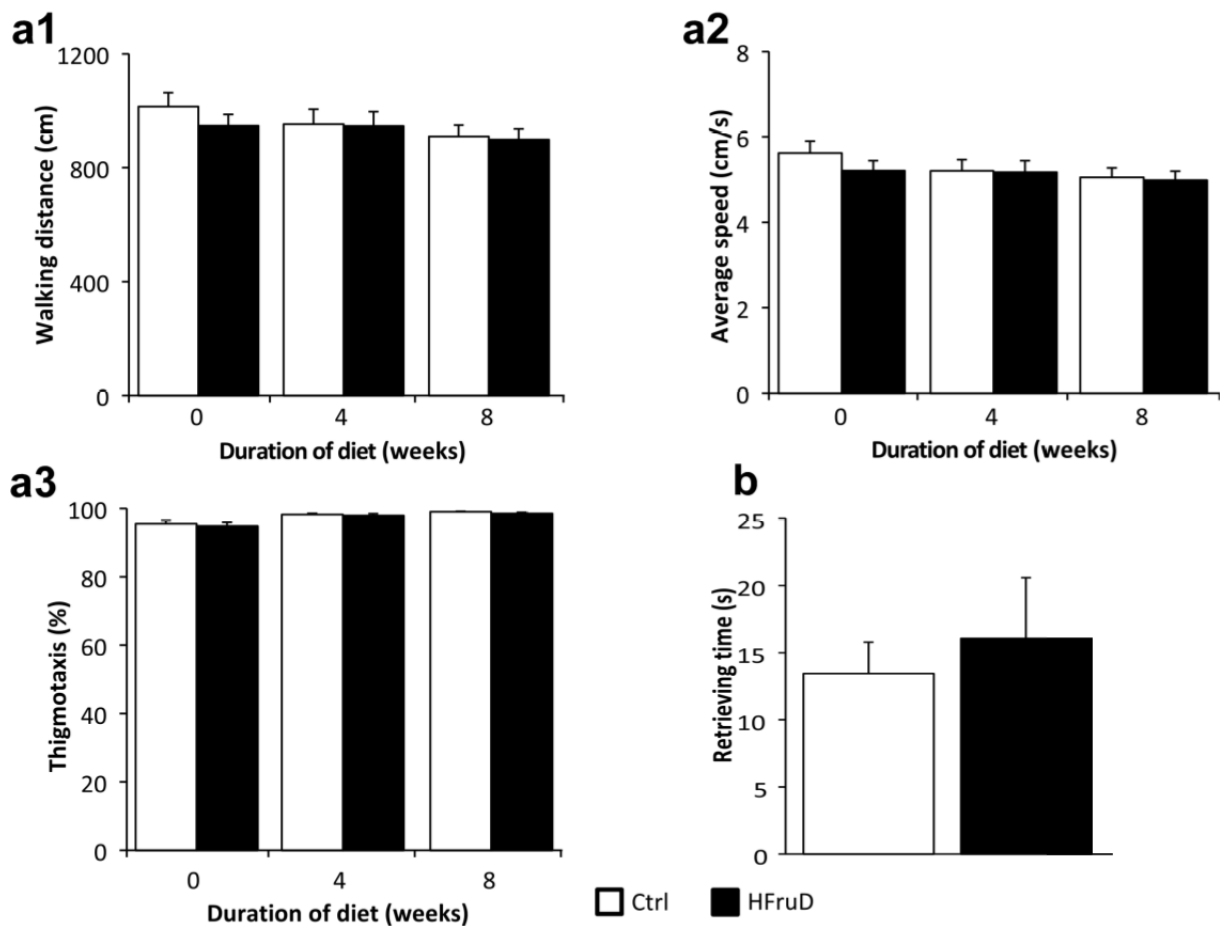 a1
1200
800
400
0
Walking distance (cm)
0 4 8
Duration of diet (weeks)
a2
8
6
4
2
0
Average speed (cm/s)
0 4 8
Duration of diet (weeks)
a3
100
80
60
40
20
0
Thigmotaxis (%)
0 4 8
Duration of diet (weeks)
b
25
20
15
10
5
0
Retrieving time (s)
Ctrl HFruD